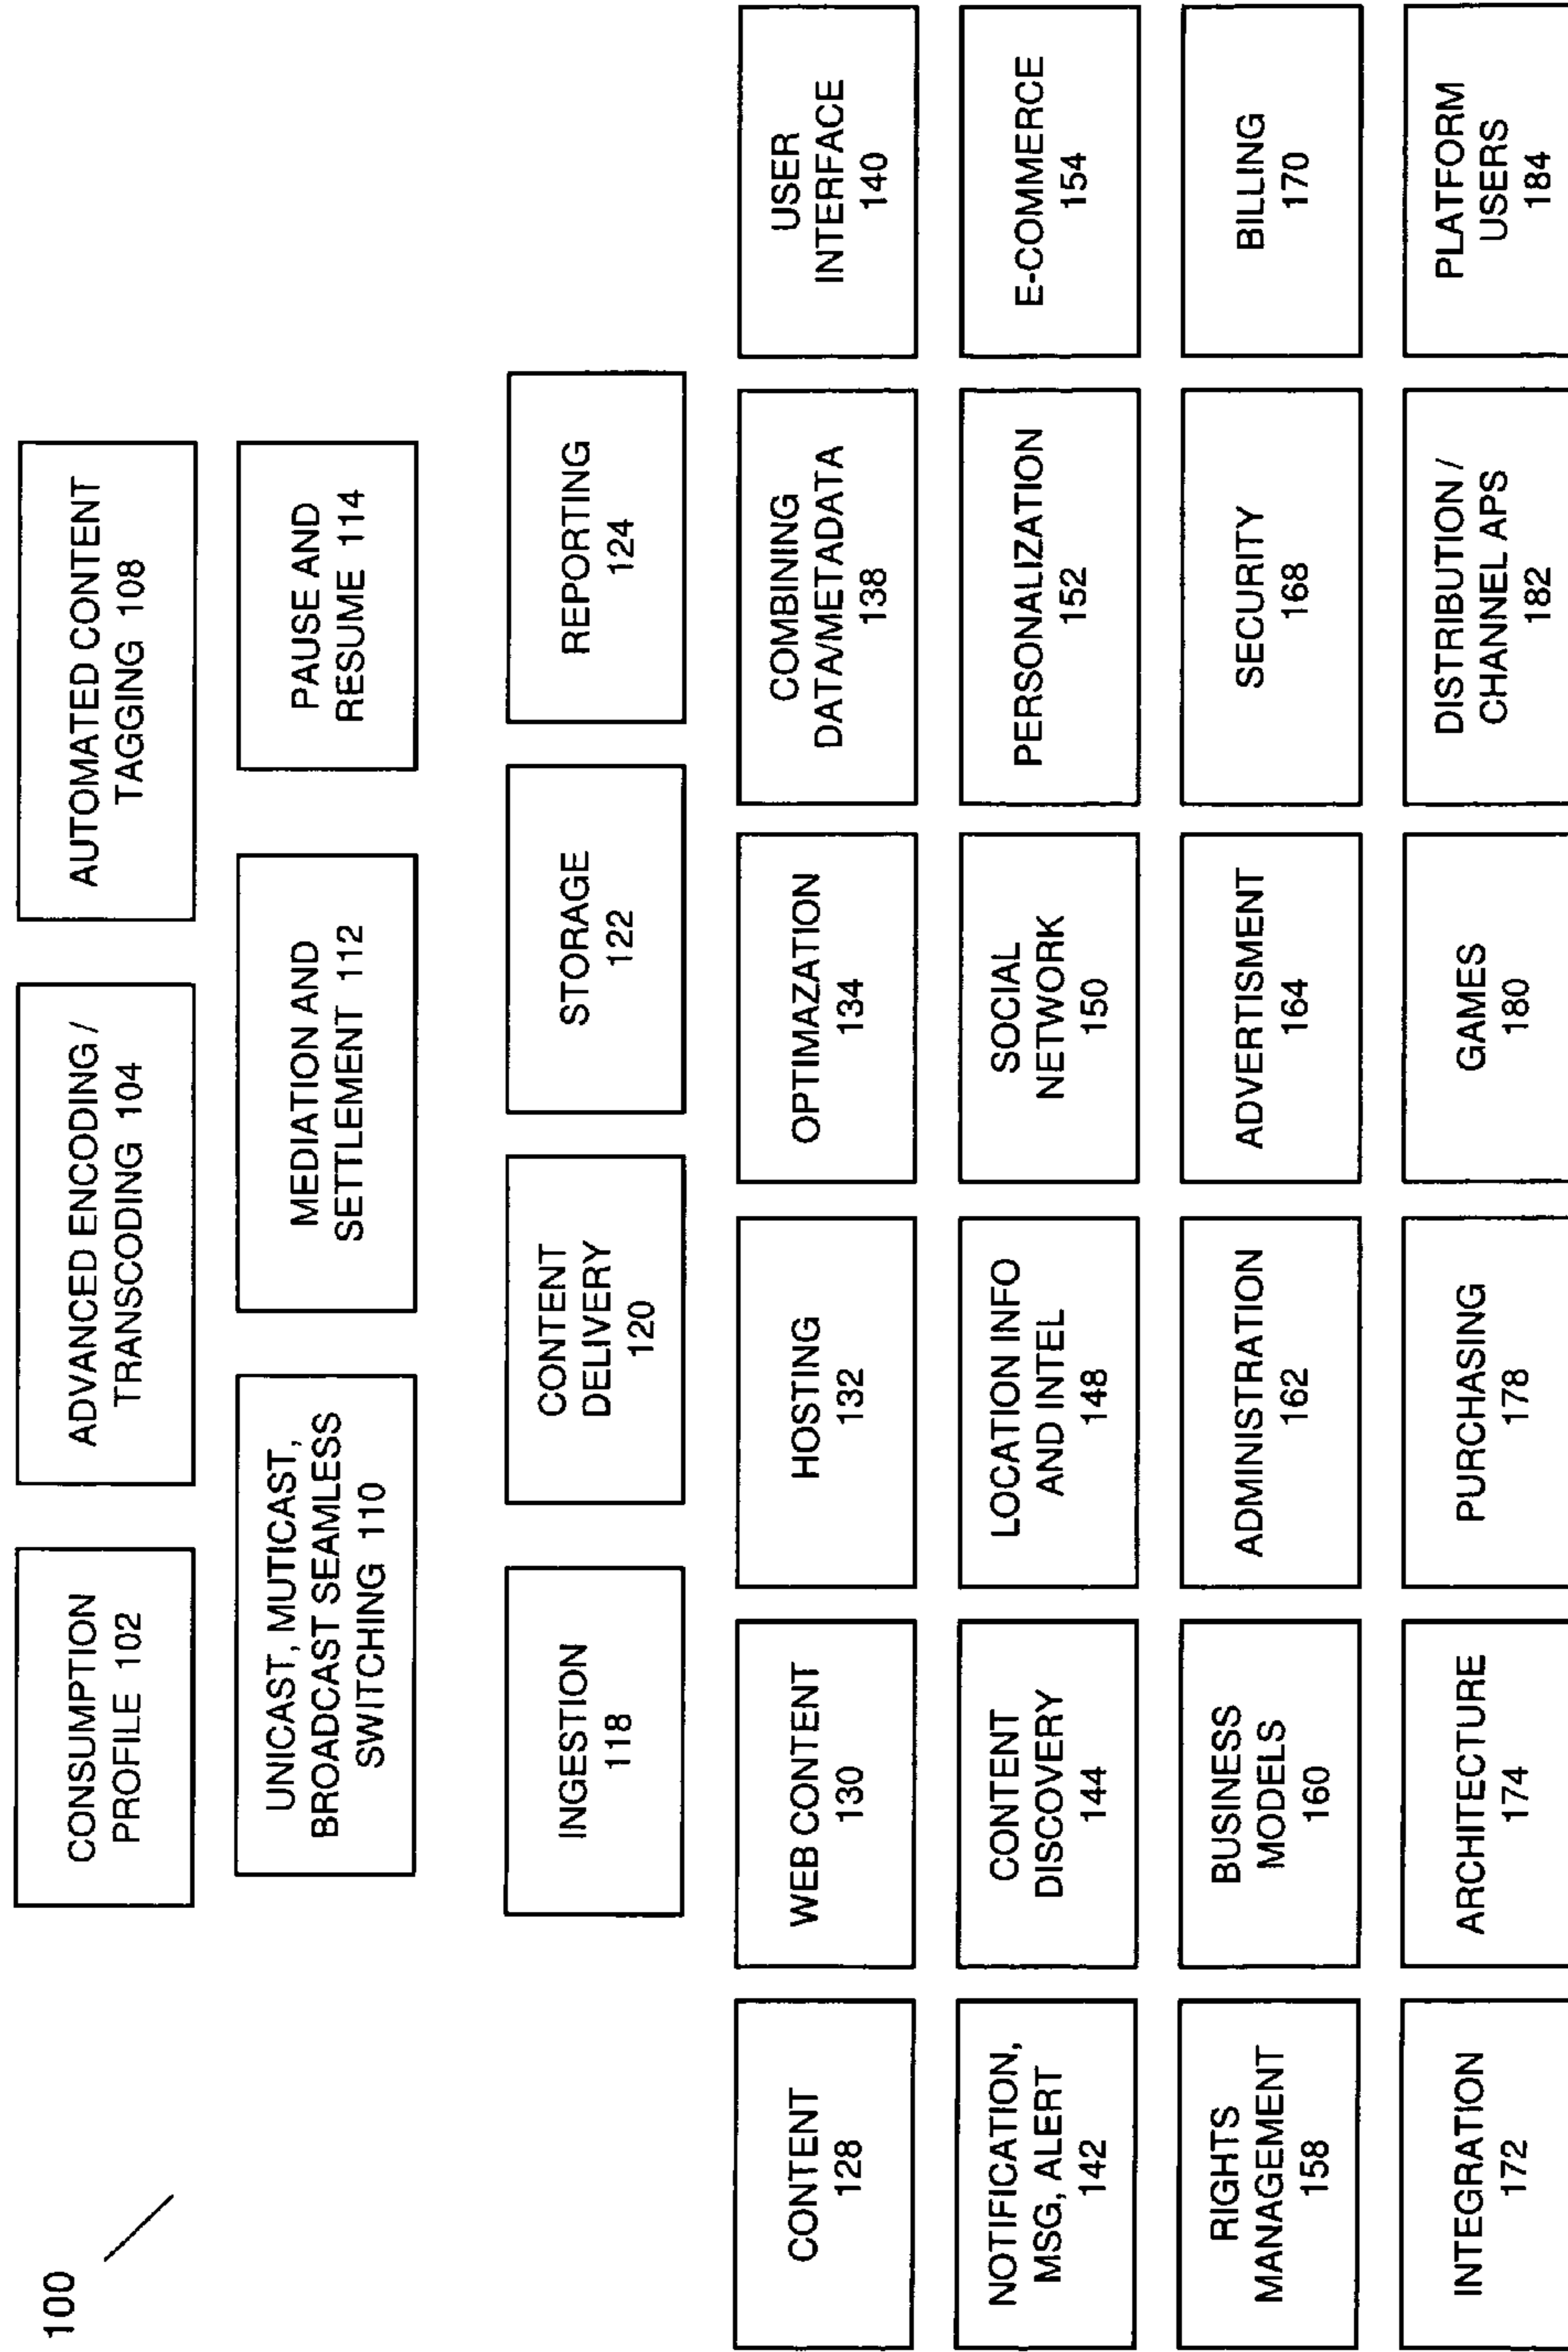 100
CONSUMPTION
PROFILE 102
ADVANCED ENCODING /
TRANSCODING 104
AUTOMATED CONTENT
TAGGING 108
UNICAST, MUTICAST,
BROADCAST SEAMLESS
SWITCHING 110
MEDIATION AND
SETTLEMENT 112
PAUSE AND
RESUME 114
INGESTION
118
CONTENT
DELIVERY
120
STORAGE
122
REPORTING
124
CONTENT
128
WEB CONTENT
130
HOSTING
132
OPTIMAZATION
134
COMBINING
DATA/METADATA
138
USER
INTERFACE
140
NOTIFICATION,
MSG, ALERT
142
CONTENT
DISCOVERY
144
LOCATION INFO
AND INTEL
148
SOCIAL
NETWORK
150
PERSONALIZATION
152
E-COMMERCE
154
RIGHTS
MANAGEMENT
158
BUSINESS
MODELS
160
ADMINISTRATION
162
ADVERTISMENT
164
SECURITY
168
BILLING
170
INTEGRATION
172
ARCHITECTURE
174
PURCHASING
178
GAMES
180
DISTRIBUTION /
CHANNEL APS
182
PLATFORM
USERS
184